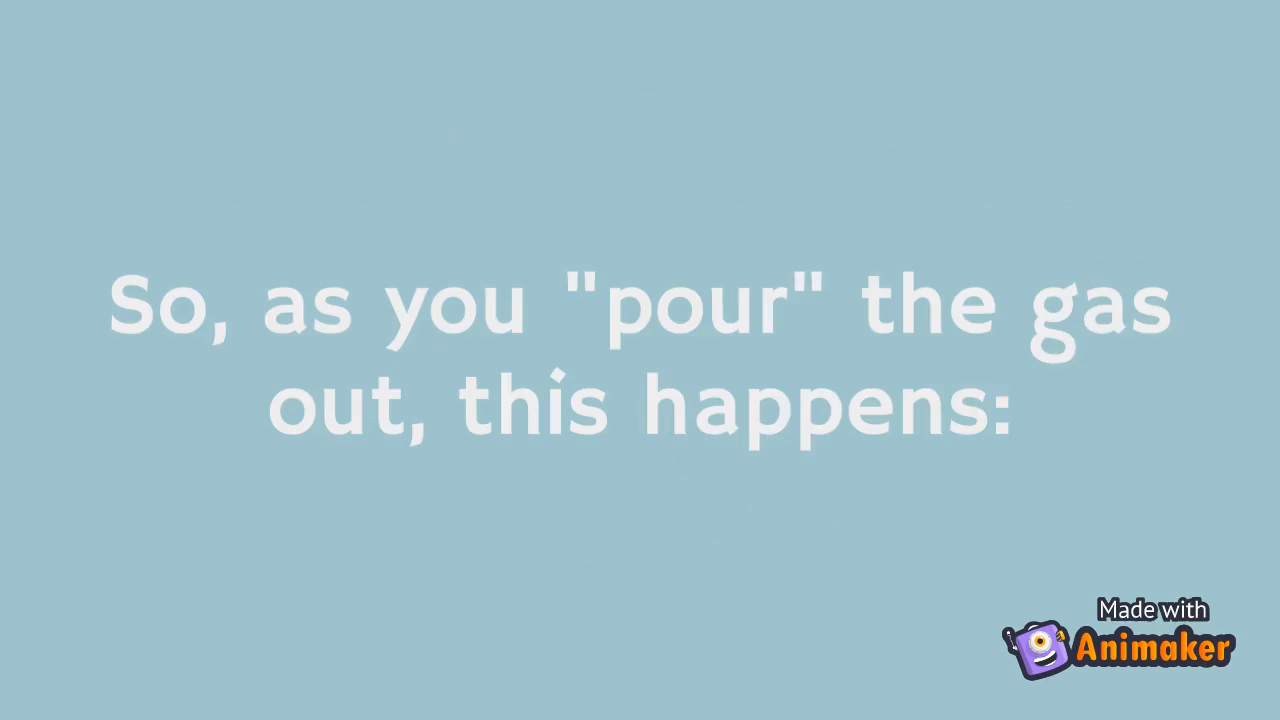 So, as you "pour" the gas
out, this happens:
Made with
Animaker